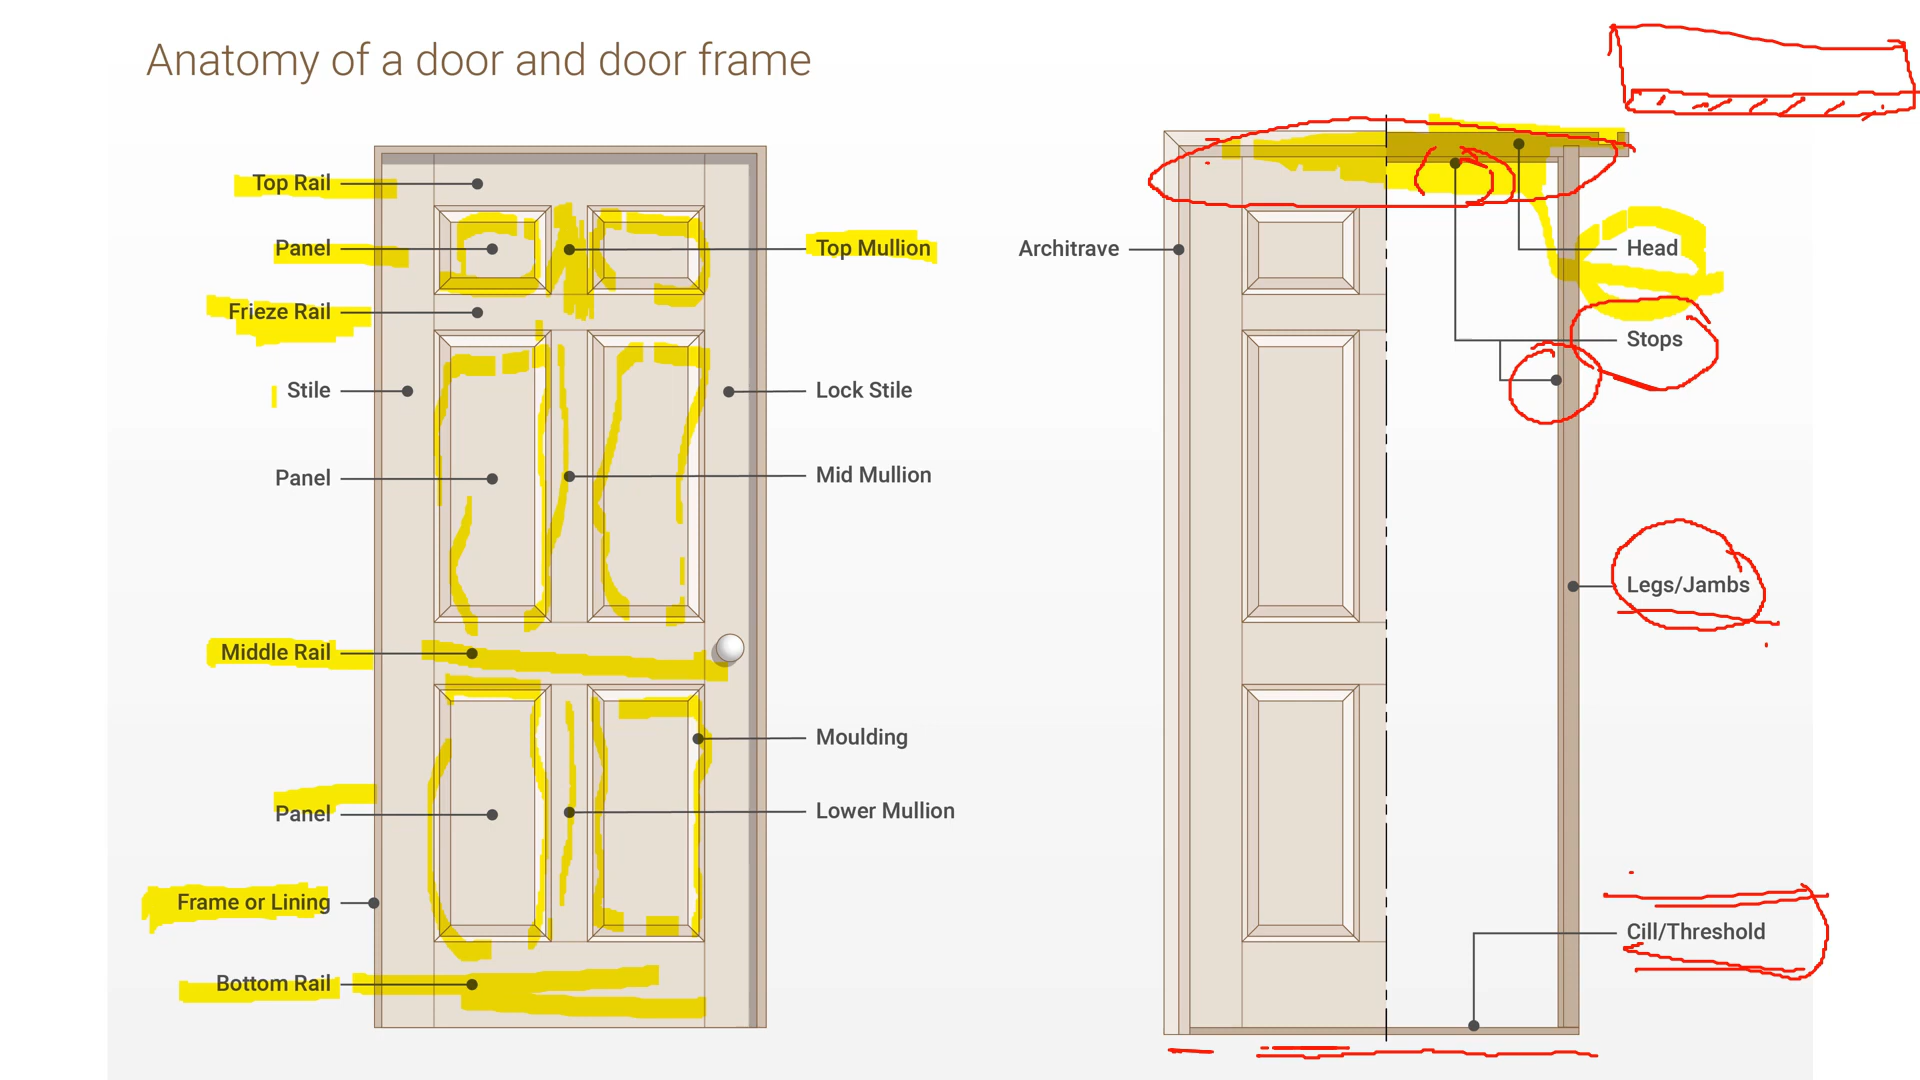 Anatomy of a door and door frame
Top Rail
Panel
Frieze Rail
Stile
Panel
Middle Rail
Panel
Frame or Lining
Bottom Rail
Top Mullion
Lock Stile
Mid Mullion
Moulding
Lower Mullion
Architrave
Head
Stops
Legs/Jambs
Cill/Threshold